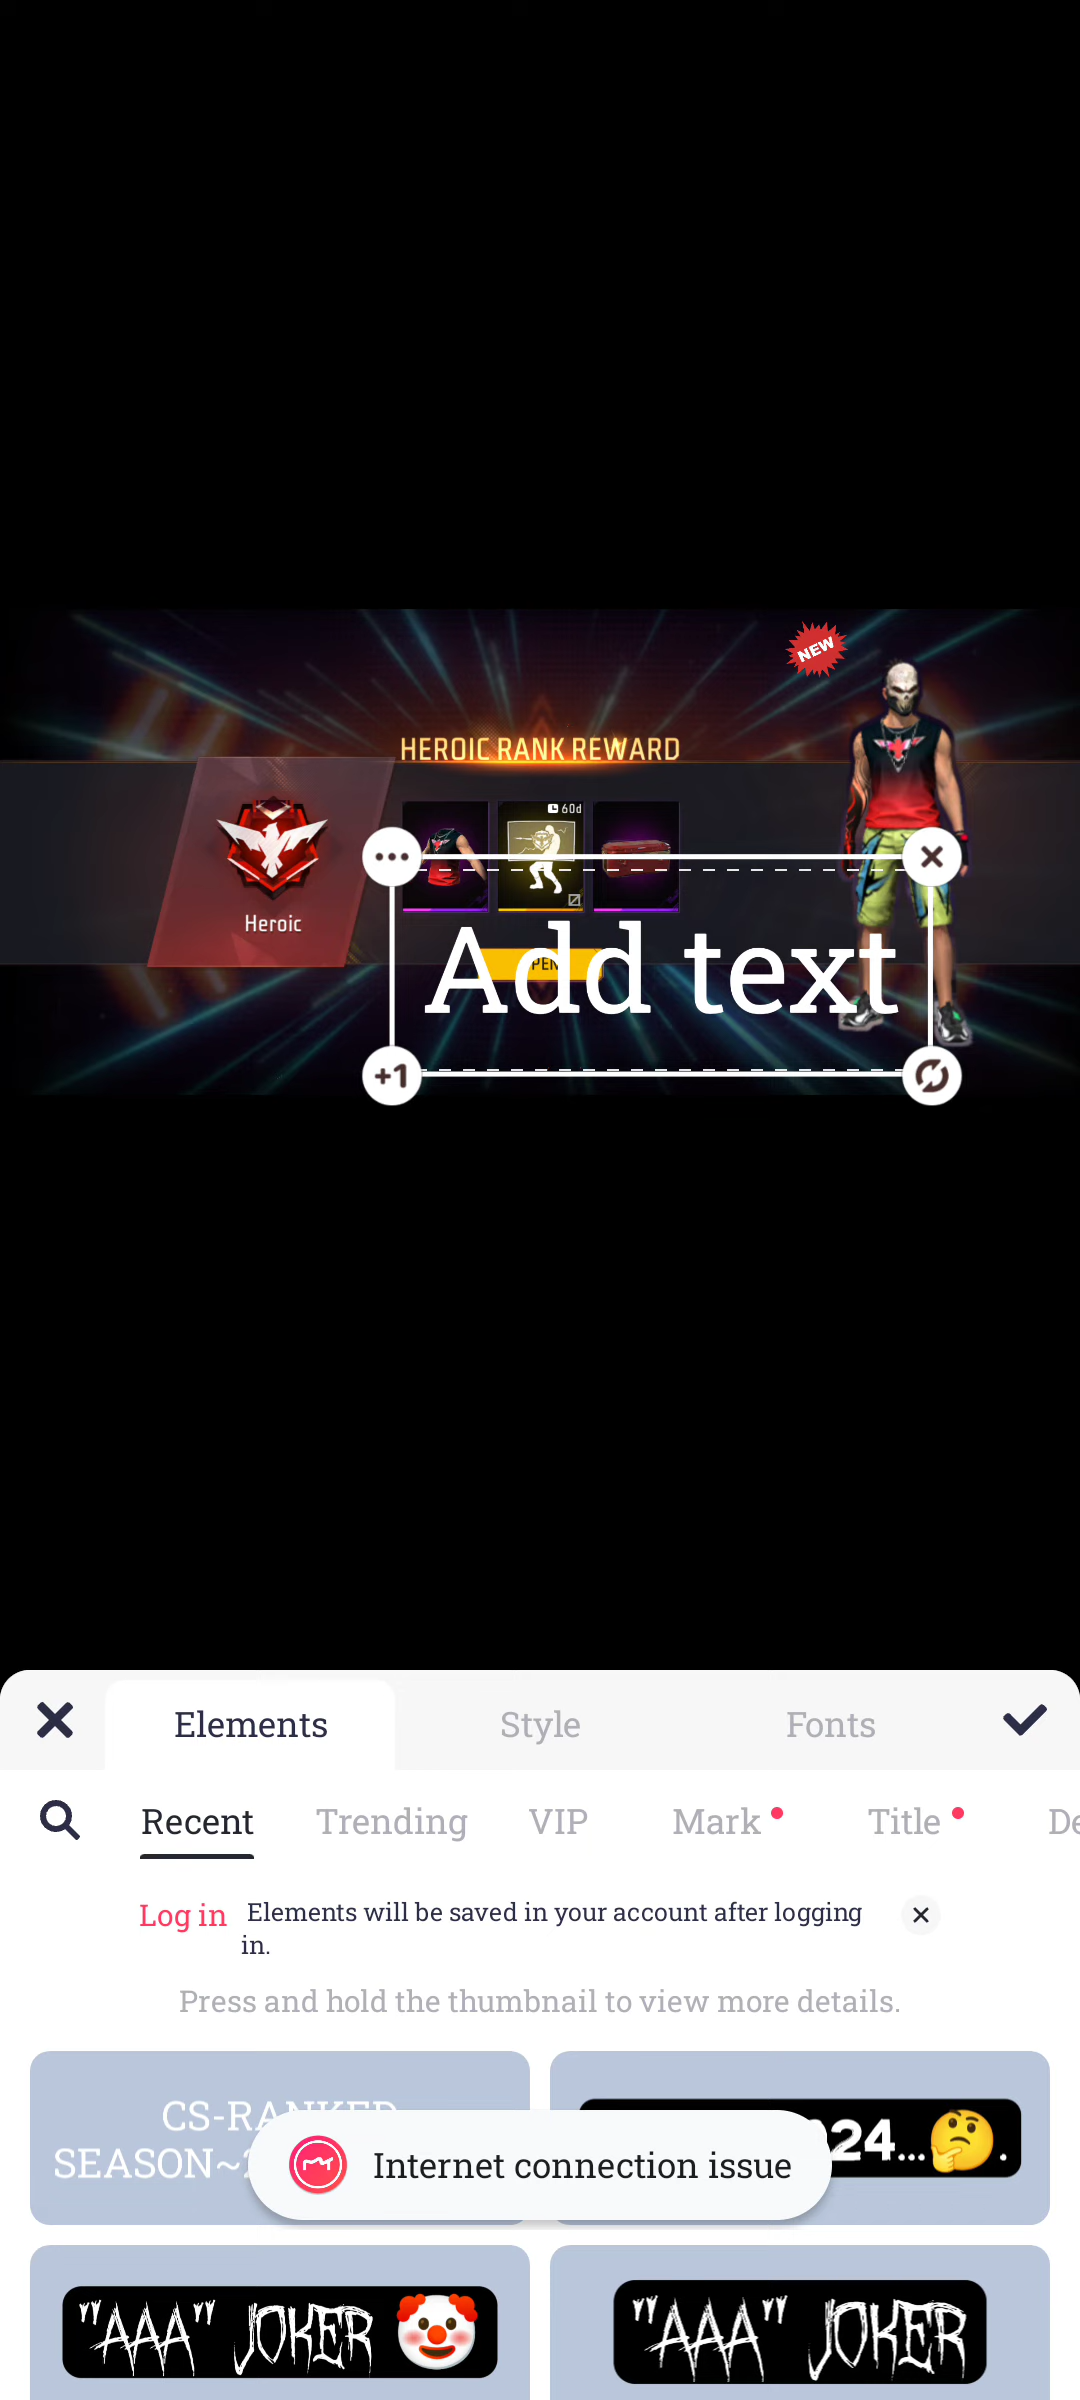 NEW
HEROIC RANK REWARD
60d
Heroic
Add text
+1
Elements
Style
Fonts
Recent
Trending
VIP
Mark
Title
Log in
Elements will be saved in your account after logging
in.
Press and hold the thumbnail to view more details.
CS-RANKED
SEASON~
24...🤔.
Internet connection issue
"AAA" JOKER 🤡
"AAA" JOKER